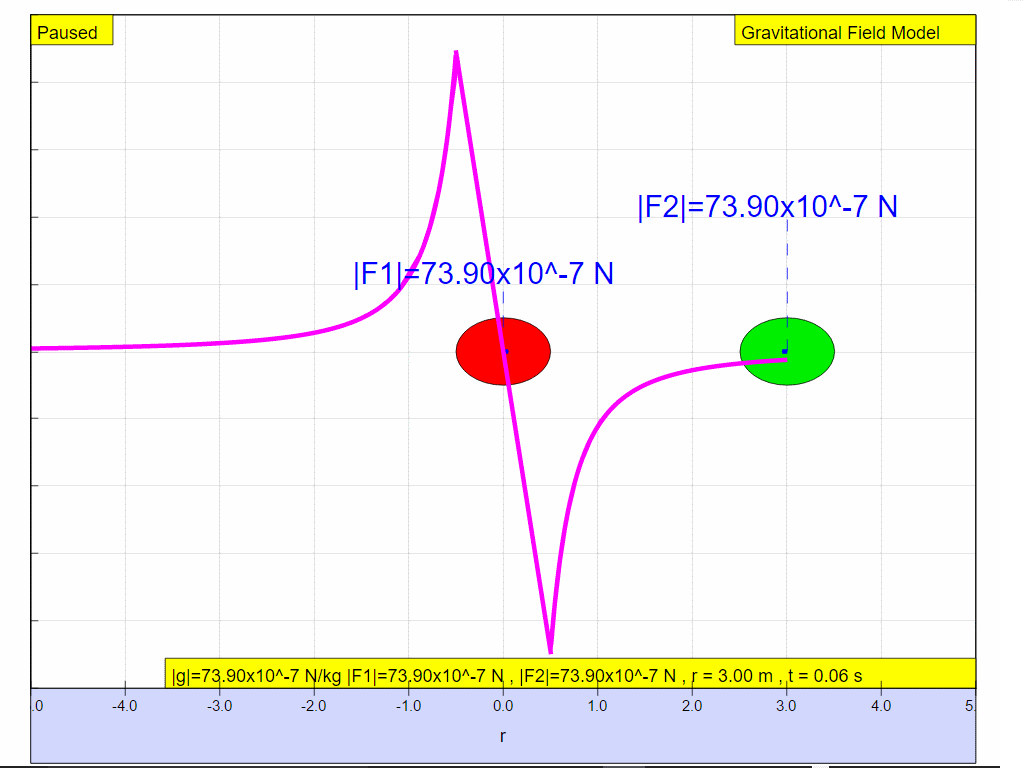 Paused
Gravitational Field Model
|F2|=73.90x10^-7 N
|F1|=73.90x10^-7 N
|g|=73.90x10^-7 N/kg |F1|=73.90x10^-7 N , |F2|=73.90x10^-7 N , r = 3.00 m , t = 0.06 s
.0 -4.0 -3.0 -2.0 -1.0 0.0 1.0 2.0 3.0 4.0 5.
r